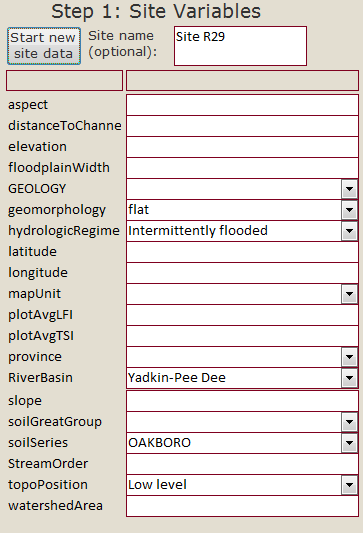 Step 1: Site Variables
Start new
site data
Site name
(optional):
Site R29
aspect
distanceToChanne
elevation
floodplainWidth
GEOLOGY
geomorphology flat
hydrologicRegime Intermittently flooded
latitude
longitude
mapUnit
plotAvgLFI
plotAvgTSI
province
RiverBasin Yadkin-Pee Dee
slope
soilGreatGroup
soilSeries OAKBORO
StreamOrder
topoPosition Low level
watershedArea